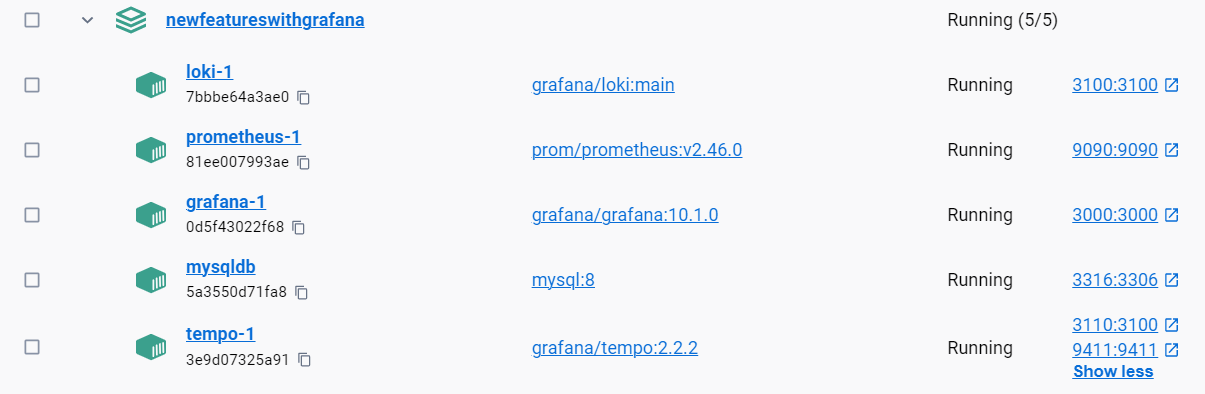 newfeatureswithgrafana Running (5/5)
loki-1
7bbbe64a3ae0 grafana/loki:main Running 3100:3100
prometheus-1
81ee007993ae prom/prometheus:v2.46.0 Running 9090:9090
grafana-1
0d5f43022f68 grafana/grafana:10.1.0 Running 3000:3000
mysqldb
5a3550d71fa8 mysql:8 Running 3316:3306
tempo-1
3e9d07325a91 grafana/tempo:2.2.2 Running 3110:3100
9411:9411
Show less